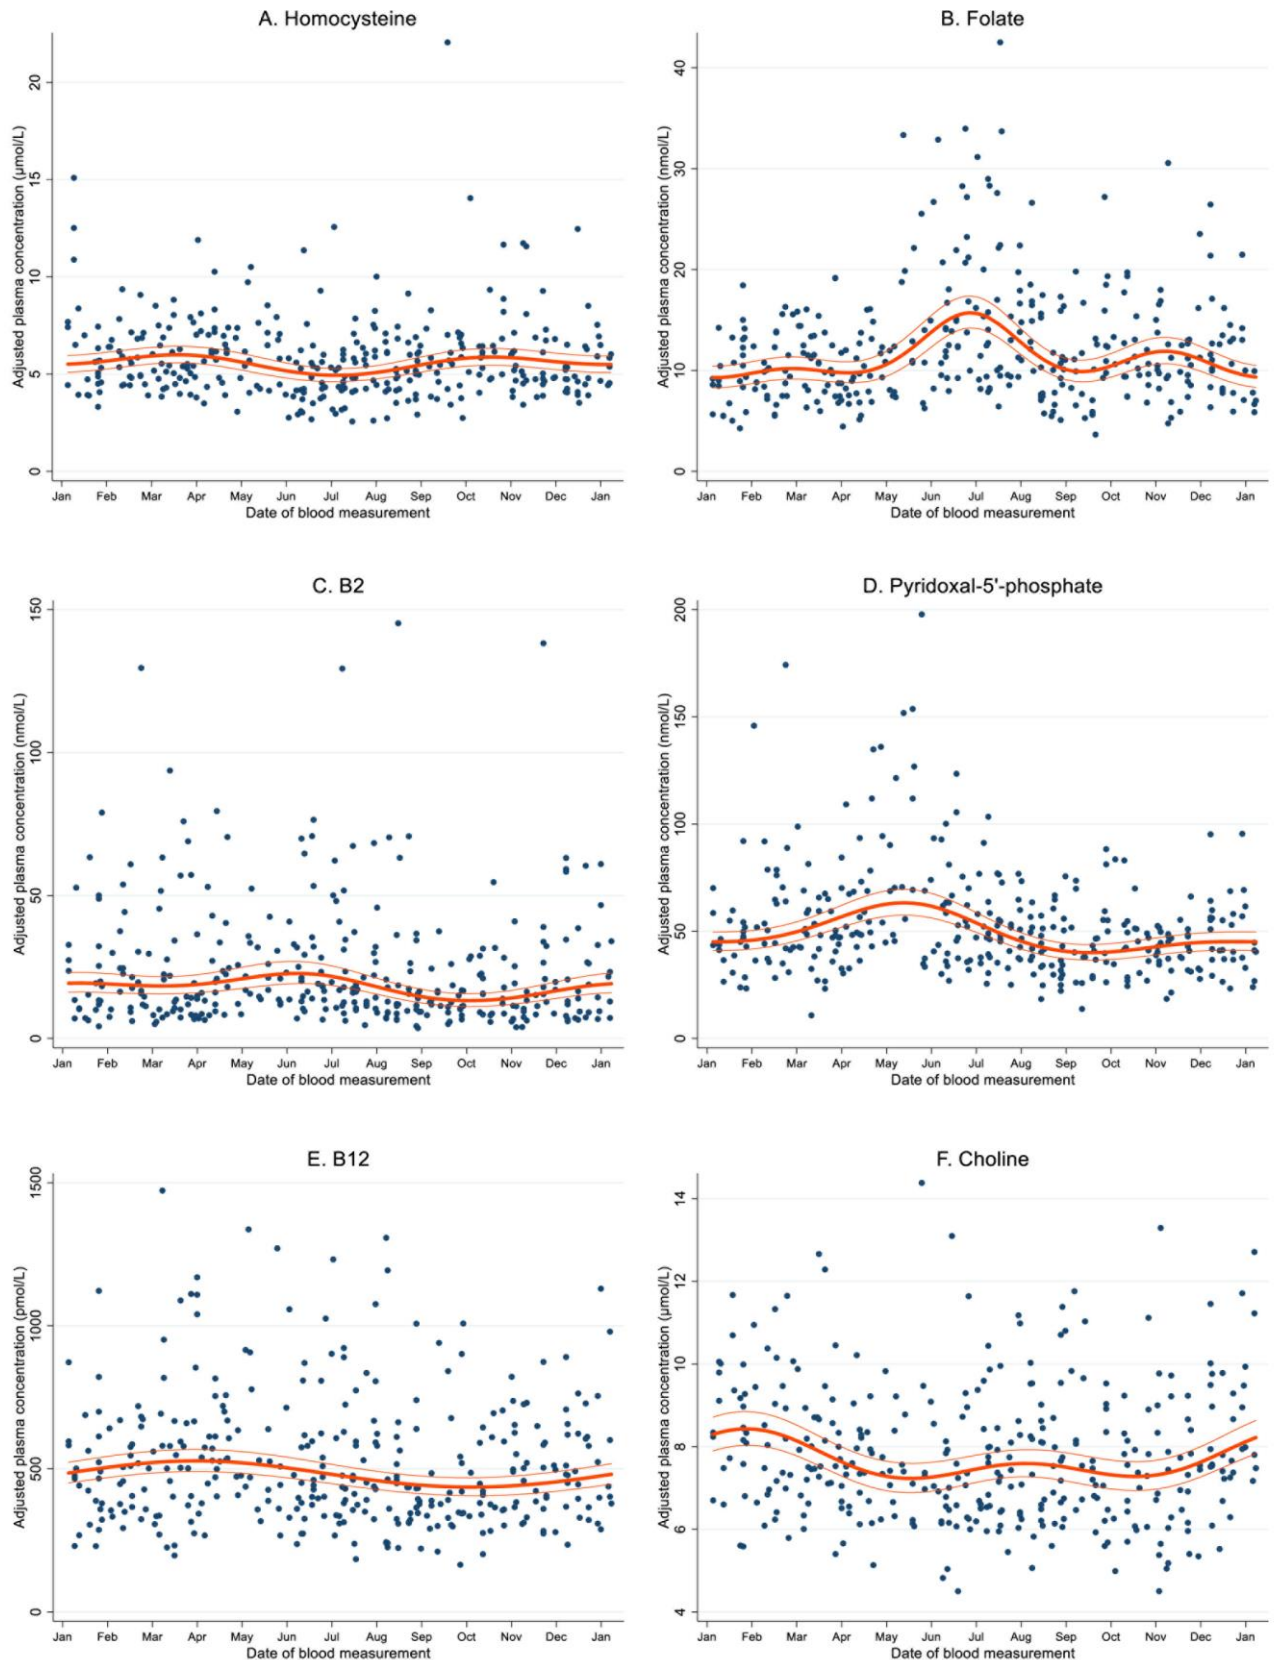 A. Homocysteine
Adjusted plasma concentration (µmol/L)
20
15
10
5
0
Jan Feb Mar Apr May Jun Jul Aug Sep Oct Nov Dec Jan
Date of blood measurement
B. Folate
Adjusted plasma concentration (nmol/L)
40
30
20
10
0
Jan Feb Mar Apr May Jun Jul Aug Sep Oct Nov Dec Jan
Date of blood measurement
C. B2
Adjusted plasma concentration (nmol/L)
150
100
50
0
Jan Feb Mar Apr May Jun Jul Aug Sep Oct Nov Dec Jan
Date of blood measurement
D. Pyridoxal-5'-phosphate
Adjusted plasma concentration (nmol/L)
200
150
100
50
0
Jan Feb Mar Apr May Jun Jul Aug Sep Oct Nov Dec Jan
Date of blood measurement
E. B12
Adjusted plasma concentration (pmol/L)
1500
1000
500
0
Jan Feb Mar Apr May Jun Jul Aug Sep Oct Nov Dec Jan
Date of blood measurement
F. Choline
Adjusted plasma concentration (µmol/L)
14
12
10
8
6
4
Jan Feb Mar Apr May Jun Jul Aug Sep Oct Nov Dec Jan
Date of blood measurement